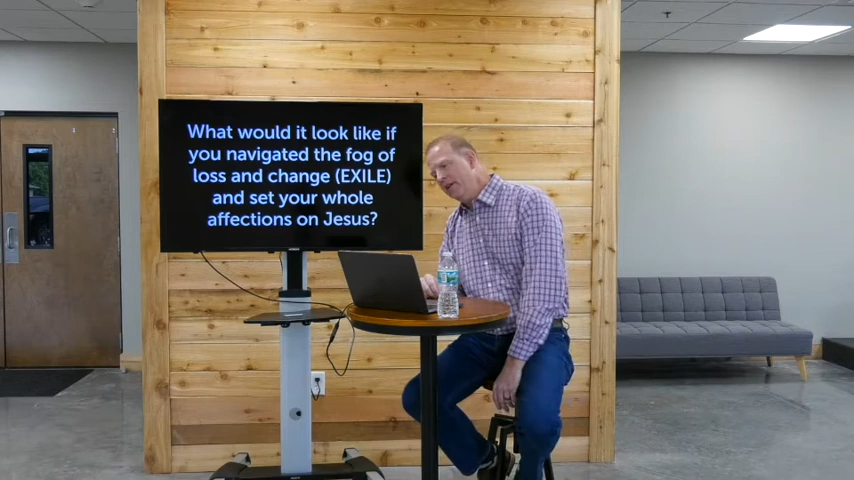 What would it look like if
you navigated the fog of
loss and change (EXILE)
and set your whole
affections on Jesus?